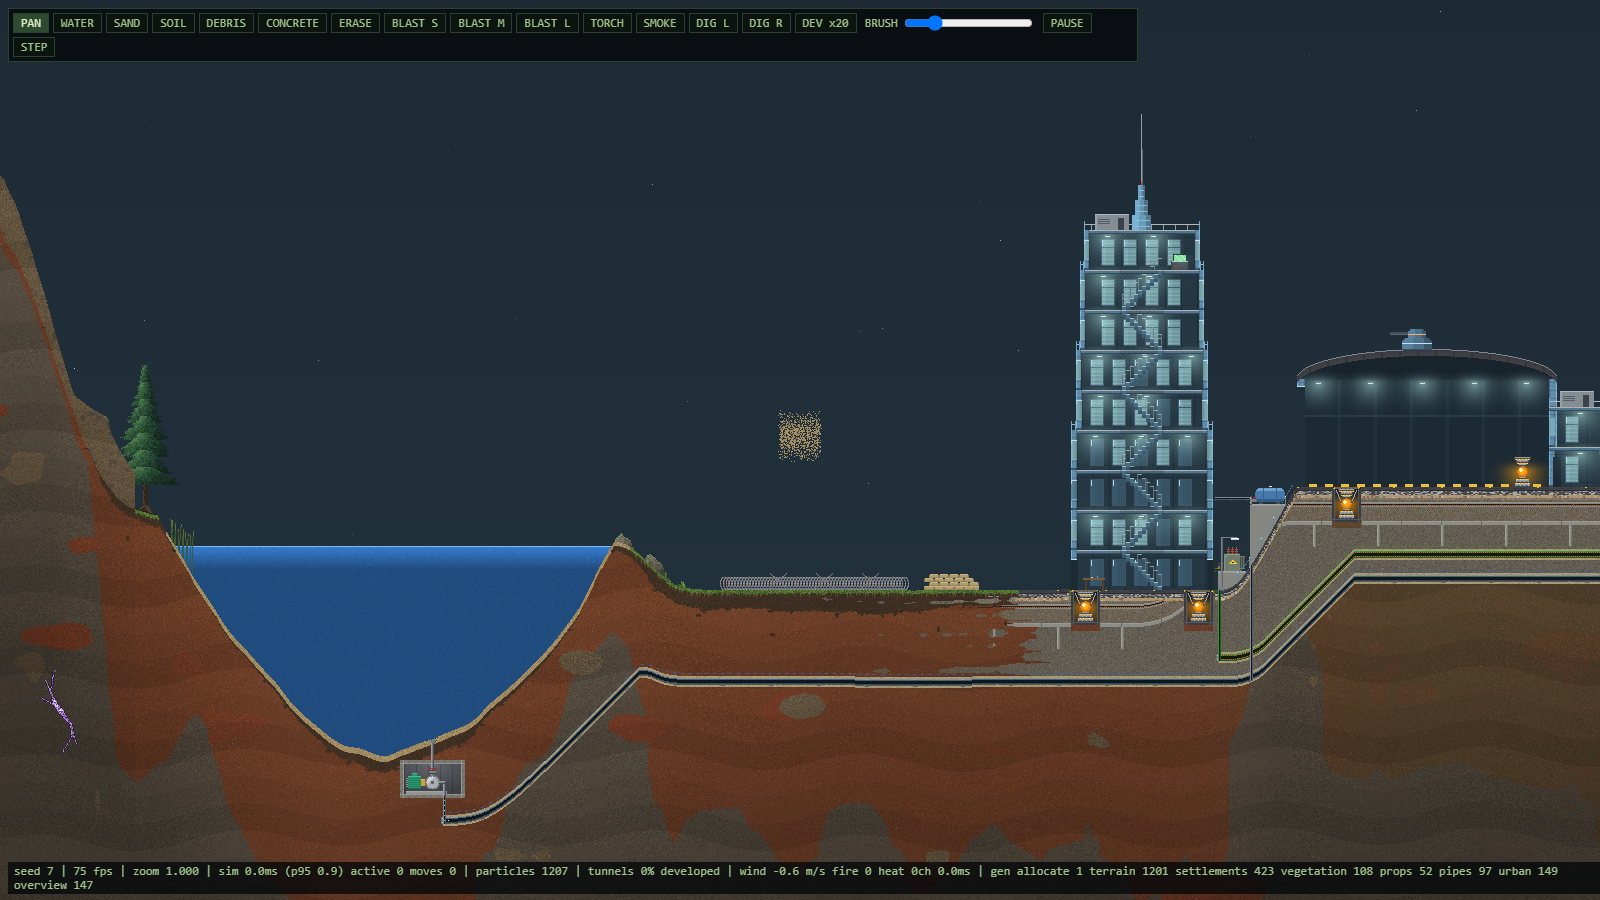 PAN WATER SAND SOIL DEBRIS CONCRETE ERASE BLAST S BLAST M BLAST L TORCH SMOKE DIG L DIG R DEV x20 BRUSH PAUSE
STEP
seed 7 | 75 fps | zoom 1.000 | sim 0.0ms (p95 0.9) active 0 moves 0 | particles 1207 | tunnels 0% developed | wind -0.6 m/s fire 0 heat 0ch 0.0ms | gen allocate 1 terrain 1201 settlements 423 vegetation 108 props 52 pipes 97 urban 149
overview 147